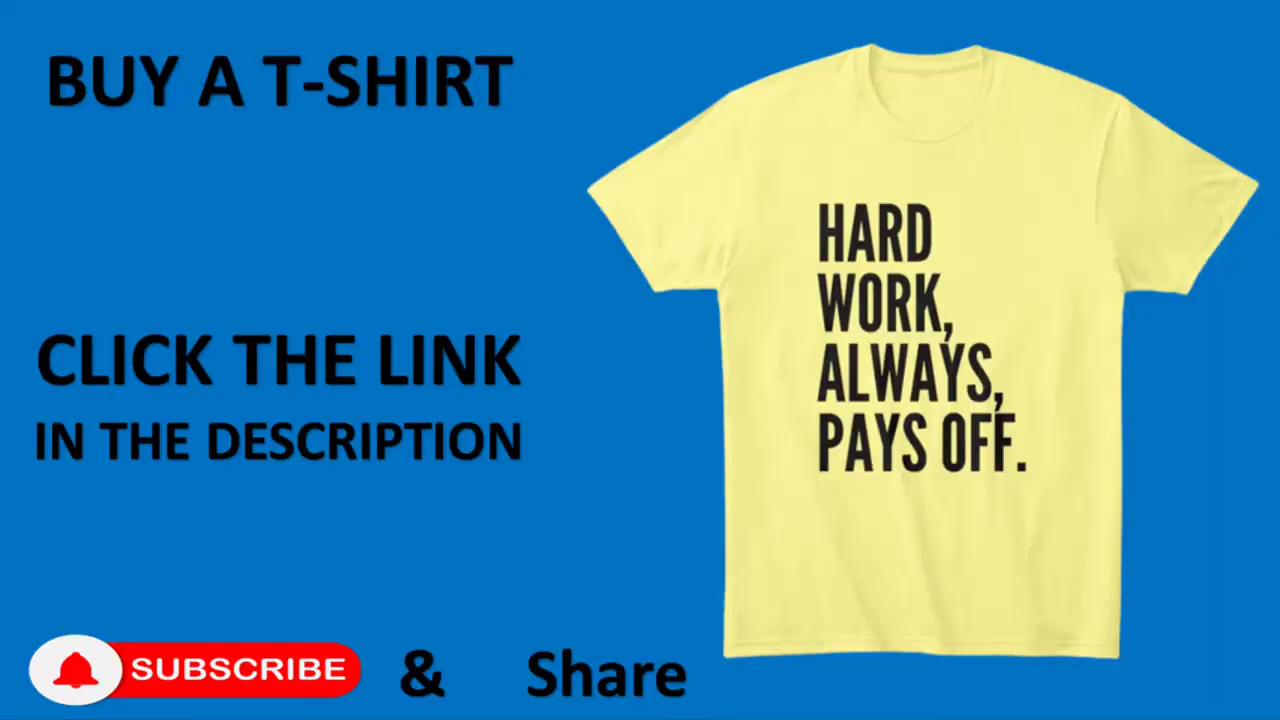 BUY A T-SHIRT
HARD
WORK,
ALWAYS,
PAYS OFF.
CLICK THE LINK
IN THE DESCRIPTION
SUBSCRIBE & Share